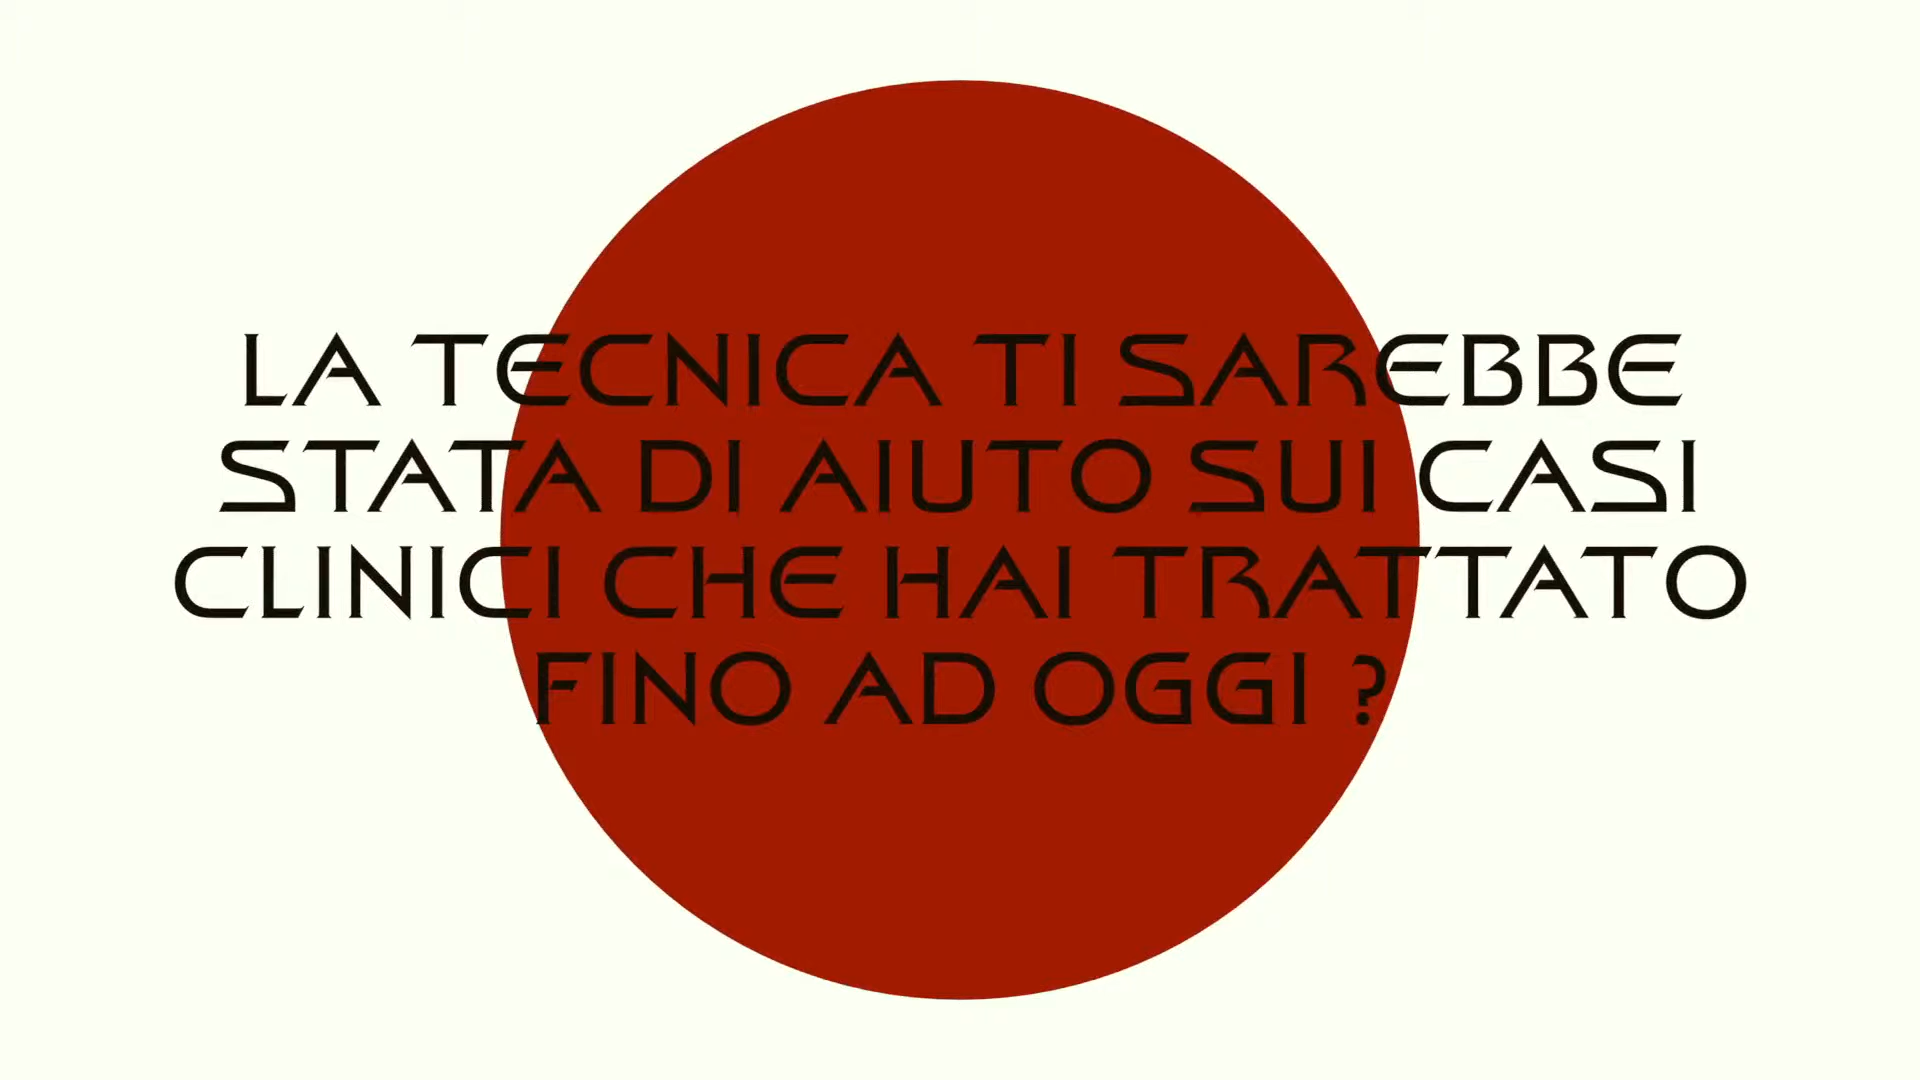 LA TECNICA TI SAREBBE
STATA DI AIUTO SUI CASI
CLINICI CHE HAI TRATTATO
FINO AD OGGI ?